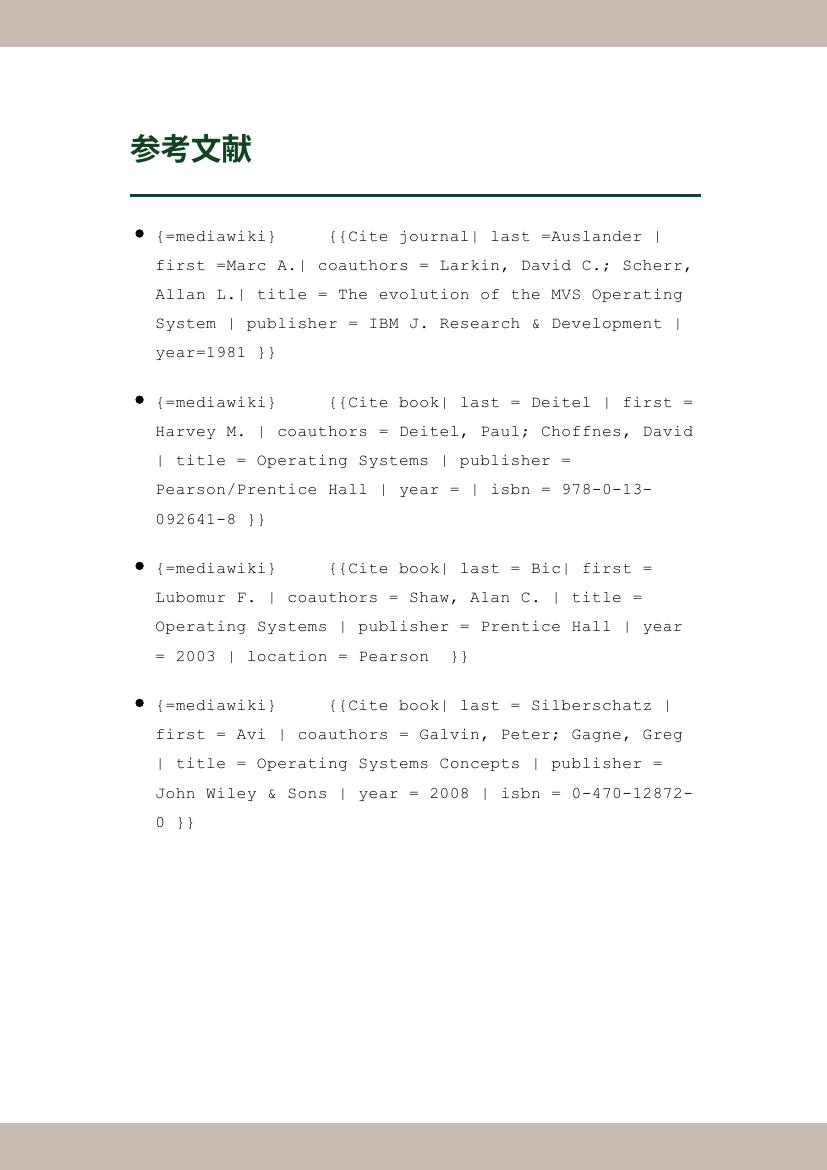 参考文献
• {=mediawiki}     {{Cite journal| last =Auslander |
first =Marc A.| coauthors = Larkin, David C.; Scherr,
Allan L.| title = The evolution of the MVS Operating
System | publisher = IBM J. Research & Development |
year=1981 }}
• {=mediawiki}     {{Cite book| last = Deitel | first =
Harvey M. | coauthors = Deitel, Paul; Choffnes, David
| title = Operating Systems | publisher =
Pearson/Prentice Hall | year = | isbn = 978-0-13-
092641-8 }}
• {=mediawiki}     {{Cite book| last = Bic| first =
Lubomur F. | coauthors = Shaw, Alan C. | title =
Operating Systems | publisher = Prentice Hall | year
= 2003 | location = Pearson  }}
• {=mediawiki}     {{Cite book| last = Silberschatz |
first = Avi | coauthors = Galvin, Peter; Gagne, Greg
| title = Operating Systems Concepts | publisher =
John Wiley & Sons | year = 2008 | isbn = 0-470-12872-
0 }}